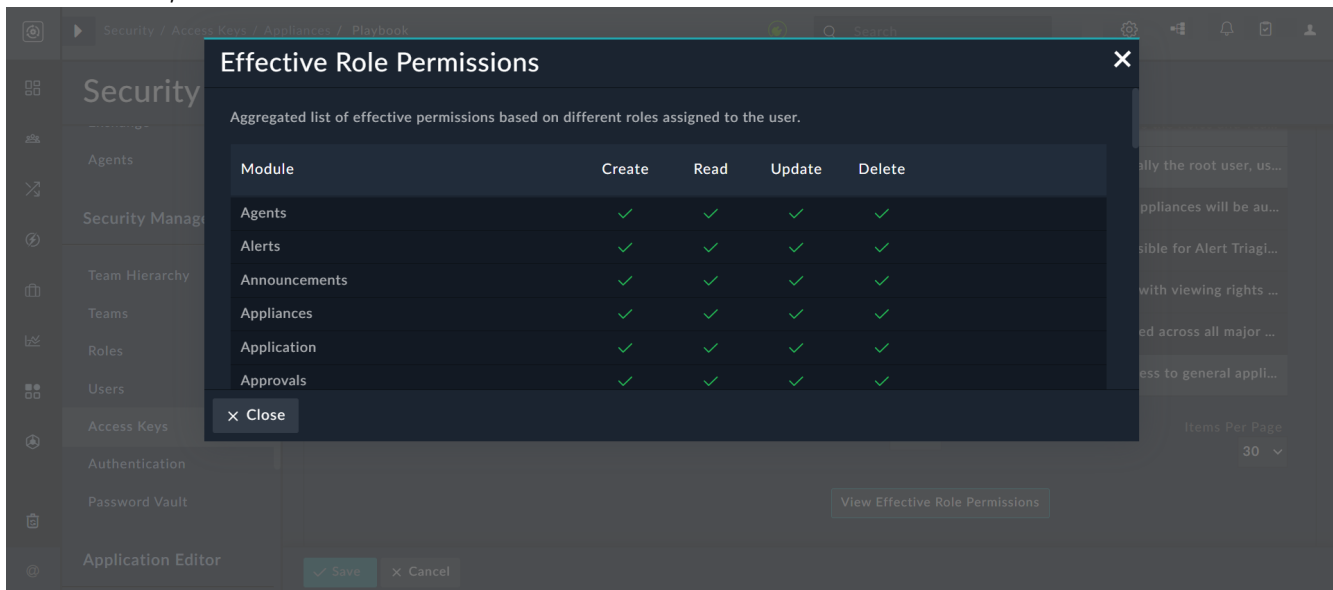 Security / Access Keys / Appliances / Playbook
Search
Effective Role Permissions
Security
Aggregated list of effective permissions based on different roles assigned to the user.
Agents
Module Create Read Update Delete
ally the root user, us...
Agents
ppliances will be au...
Security Manage
Alerts
sible for Alert Triagi...
Announcements
Team Hierarchy
with viewing rights ...
Appliances
Teams
ed across all major ...
Application
Roles
Approvals
ess to general appli...
Users
× Close
Access Keys
Items Per Page
30
Authentication
Password Vault
View Effective Role Permissions
Application Editor
Save
× Cancel